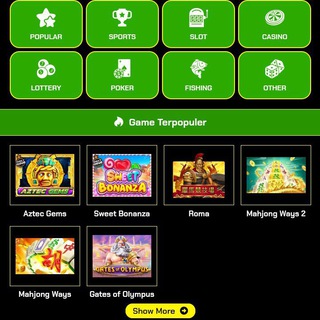 POPULAR
SPORTS
SLOT
CASINO
LOTTERY
POKER
FISHING
OTHER
Game Terpopuler
AZTEC GEMS
SWEET
BONANZA
Aztec Gems
Sweet Bonanza
Roma
Mahjong Ways 2
GATES OF OLYMPUS
Mahjong Ways
Gates of Olympus
Show More